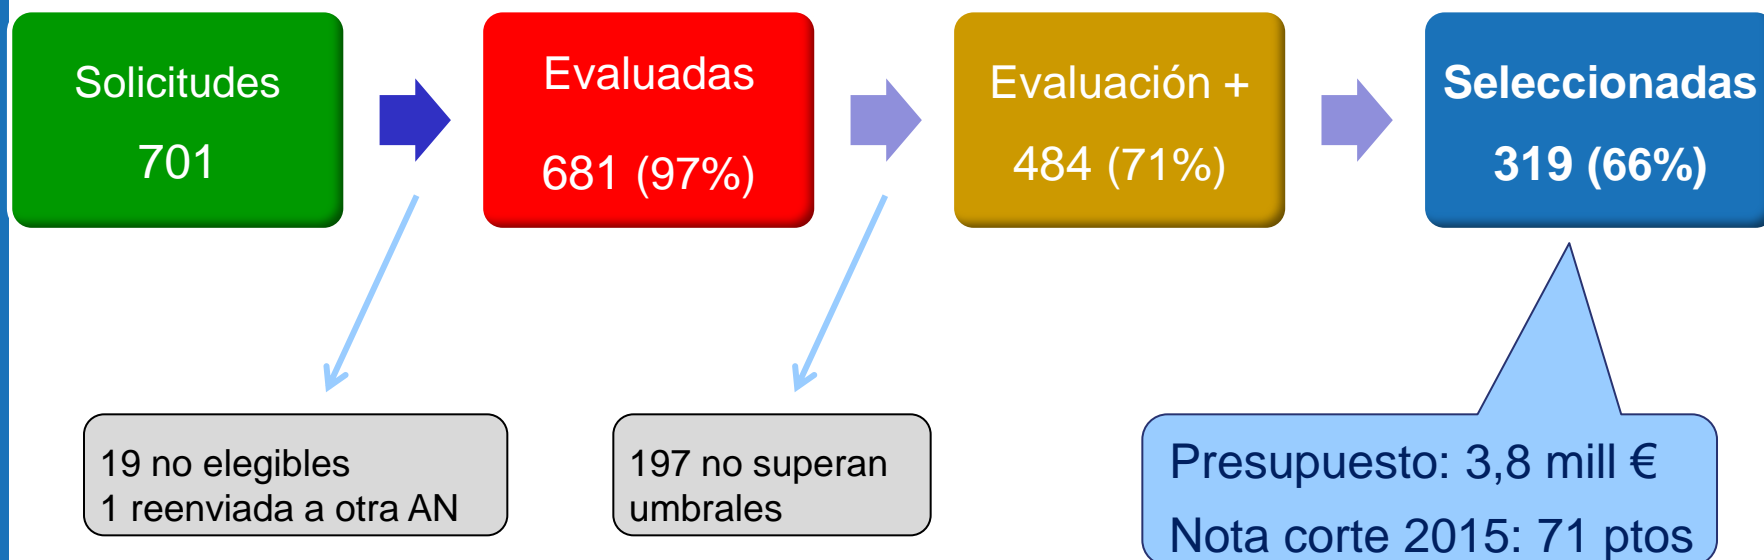 Solicitudes
701
Evaluadas
681 (97%)
Evaluación +
484 (71%)
Seleccionadas
319 (66%)
19 no elegibles
1 reenviada a otra AN
197 no superan
umbrales
Presupuesto: 3,8 mill €
Nota corte 2015: 71 ptos